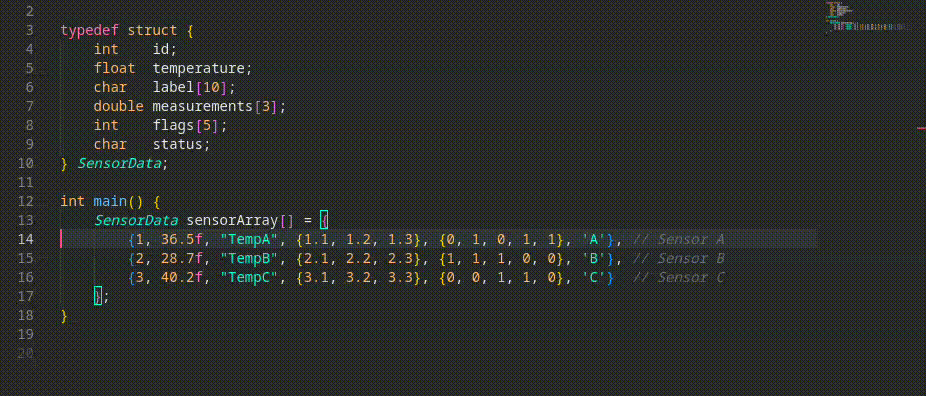 2
3 typedef struct {
4 int id;
5 float temperature;
6 char label[10];
7 double measurements[3];
8 int flags[5];
9 char status;
10 } SensorData;
11
12 int main() {
13 SensorData sensorArray[] = {
14 {1, 36.5f, "TempA", {1.1, 1.2, 1.3}, {0, 1, 0, 1, 1}, 'A'}, // Sensor A
15 {2, 28.7f, "TempB", {2.1, 2.2, 2.3}, {1, 1, 1, 0, 0}, 'B'}, // Sensor B
16 {3, 40.2f, "TempC", {3.1, 3.2, 3.3}, {0, 0, 1, 1, 0}, 'C'} // Sensor C
17 };
18 }
19
20